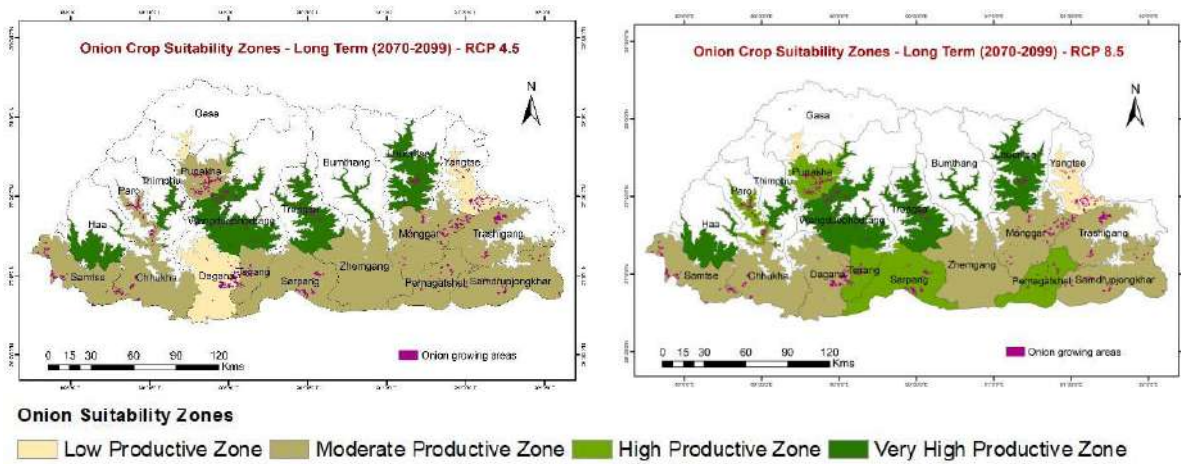 Onion Crop Suitability Zones - Long Term (2070-2099) - RCP 4.5
N
Gasa
Punakha
Bumthang
Yangtse
Thimphu
Paro
Haa
Wangduephodrang
Trongsa
Monggar
Trashigang
Samtse
Chhukha
Dagana
Tsirang
Sarpang
Zhemgang
Pemagatshel
Samdrupjongkhar
0 15 30 60 90 120
Kms
Onion growing areas
Onion Crop Suitability Zones - Long Term (2070-2099) - RCP 8.5
N
Gasa
Punakha
Bumthang
Yangtse
Thimphu
Paro
Haa
Wangduephodrang
Trongsa
Monggar
Trashigang
Samtse
Chhukha
Dagana
Tsirang
Sarpang
Zhemgang
Pemagatshel
Samdrupjongkhar
0 15 30 60 90 120
Kms
Onion growing areas
Onion Suitability Zones
Low Productive Zone Moderate Productive Zone High Productive Zone Very High Productive Zone